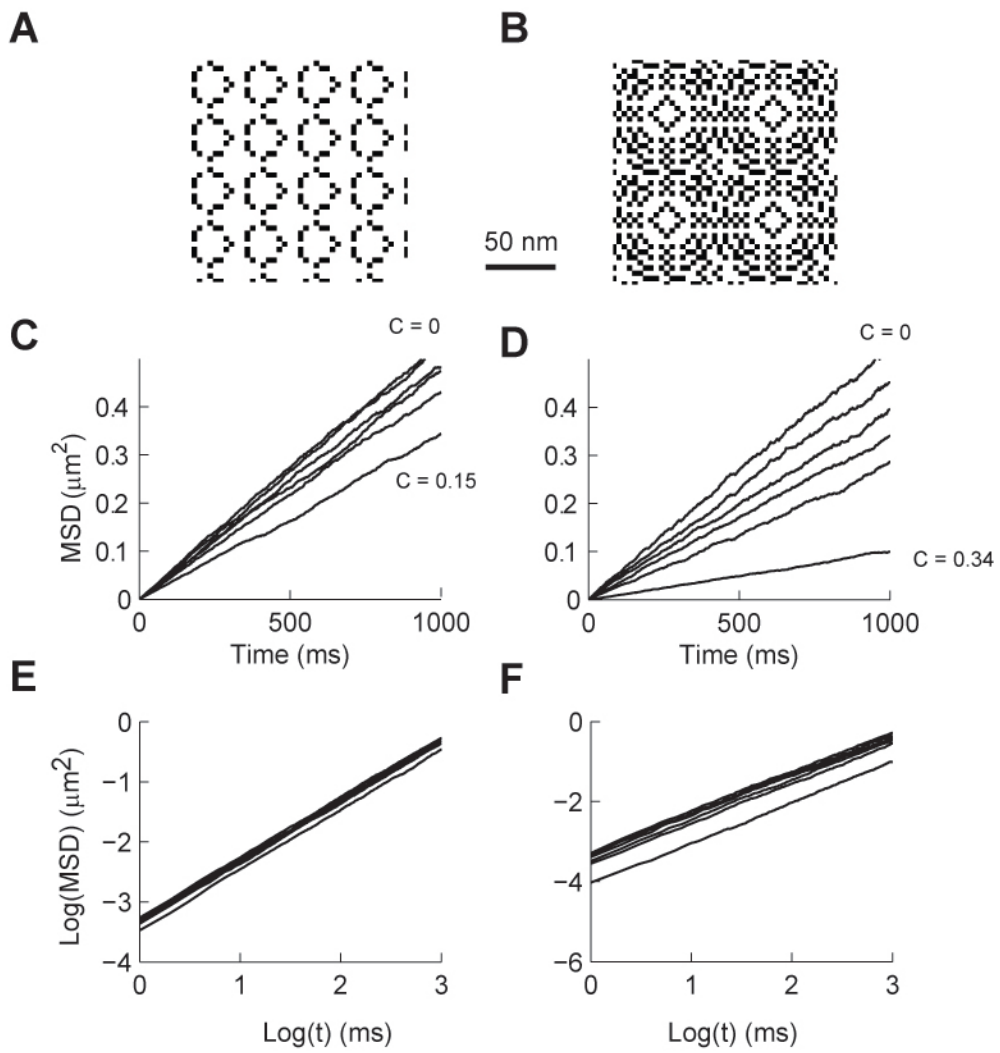 A
B
50 nm
C
D
C = 0
C = 0
MSD (μm²)
0.4
0.3
0.2
0.1
0
C = 0.15
0.4
0.3
0.2
0.1
0
C = 0.34
0 500 1000
0 500 1000
Time (ms)
Time (ms)
E
F
Log(MSD) (μm²)
0
−1
−2
−3
−4
0
−2
−4
−6
0 1 2 3
0 1 2 3
Log(t) (ms)
Log(t) (ms)